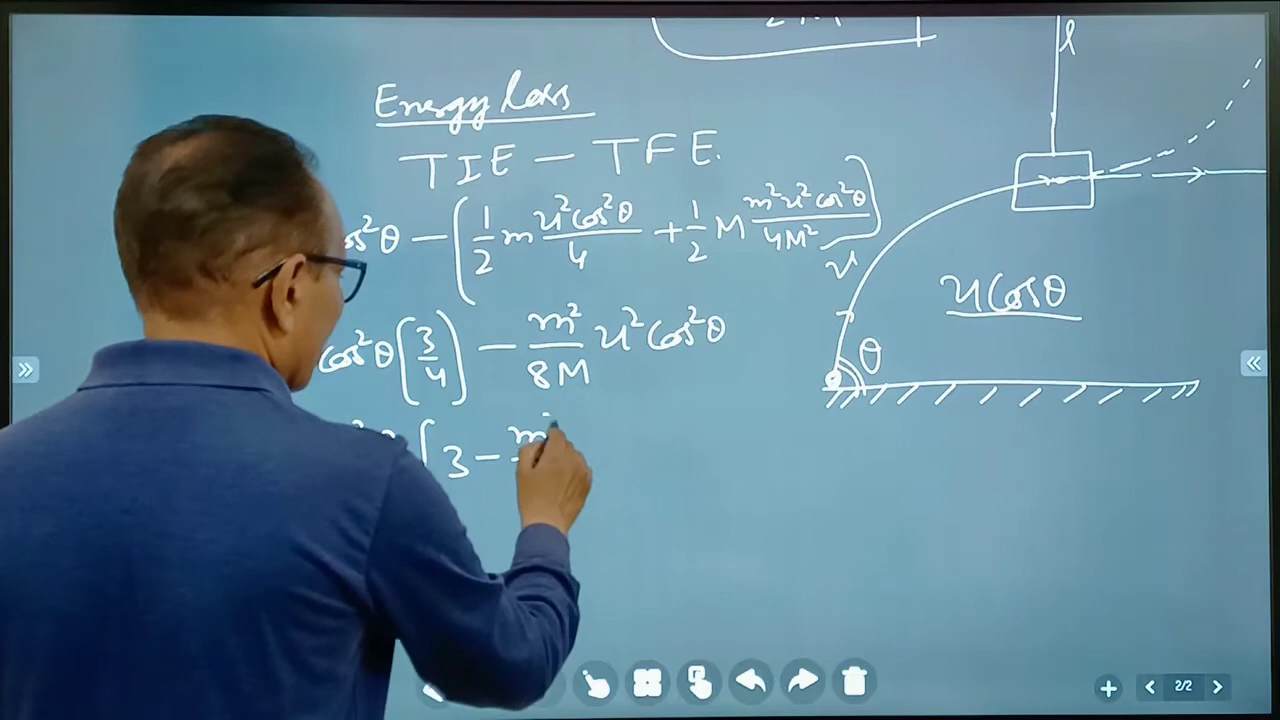 l
Energy loss
TIE - TFE.
cos²θ - (1/2 m u²cos²θ/4 + 1/2 M m²u²cos²θ/4M²)
u
u cosθ
cos²θ (3/4) - m²/8M u²cos²θ
θ
[3 - m
2/2